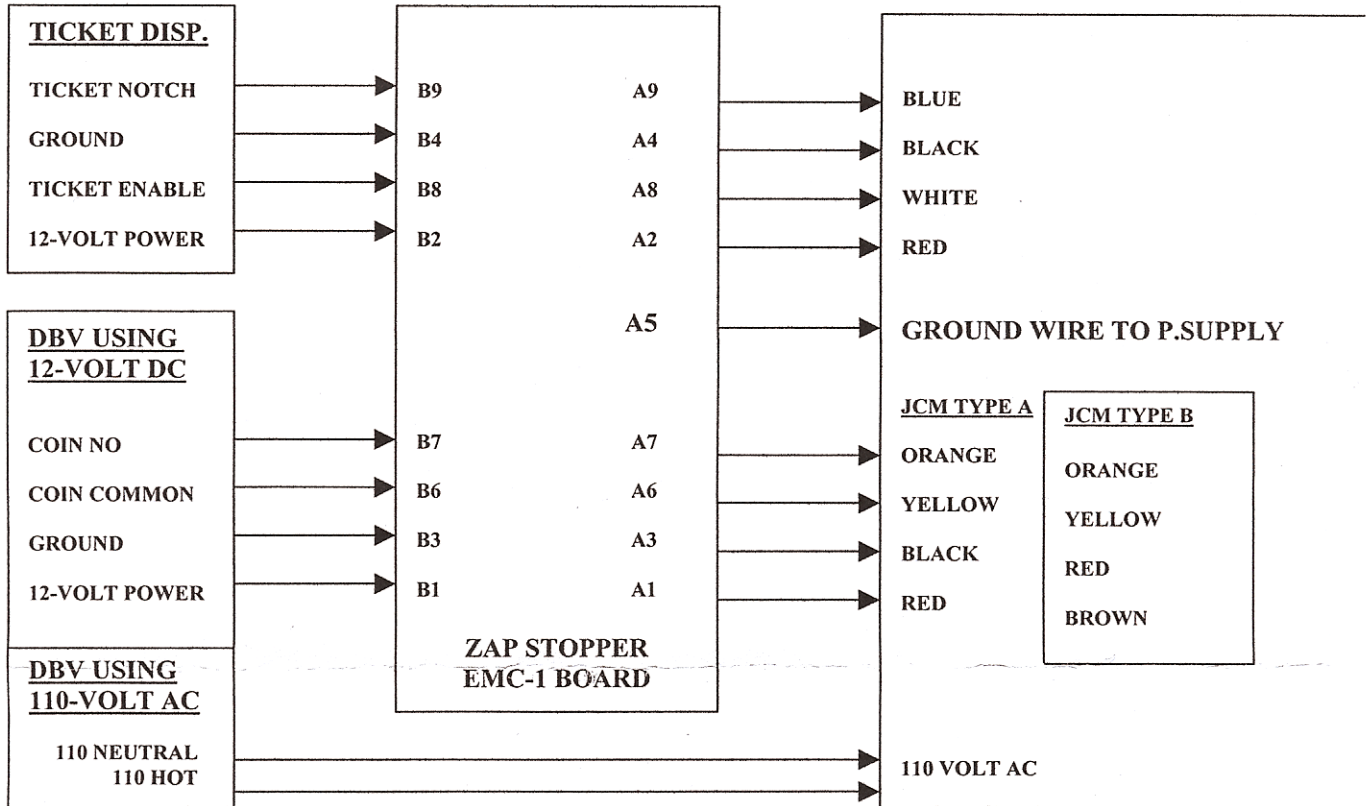 TICKET DISP.
TICKET NOTCH
GROUND
TICKET ENABLE
12-VOLT POWER
DBV USING
12-VOLT DC
COIN NO
COIN COMMON
GROUND
12-VOLT POWER
DBV USING
110-VOLT AC
110 NEUTRAL
110 HOT
B9 A9
B4 A4
B8 A8
B2 A2
A5
B7 A7
B6 A6
B3 A3
B1 A1
ZAP STOPPER
EMC-1 BOARD
BLUE
BLACK
WHITE
RED
GROUND WIRE TO P.SUPPLY
JCM TYPE A
ORANGE
YELLOW
BLACK
RED
JCM TYPE B
ORANGE
YELLOW
RED
BROWN
110 VOLT AC